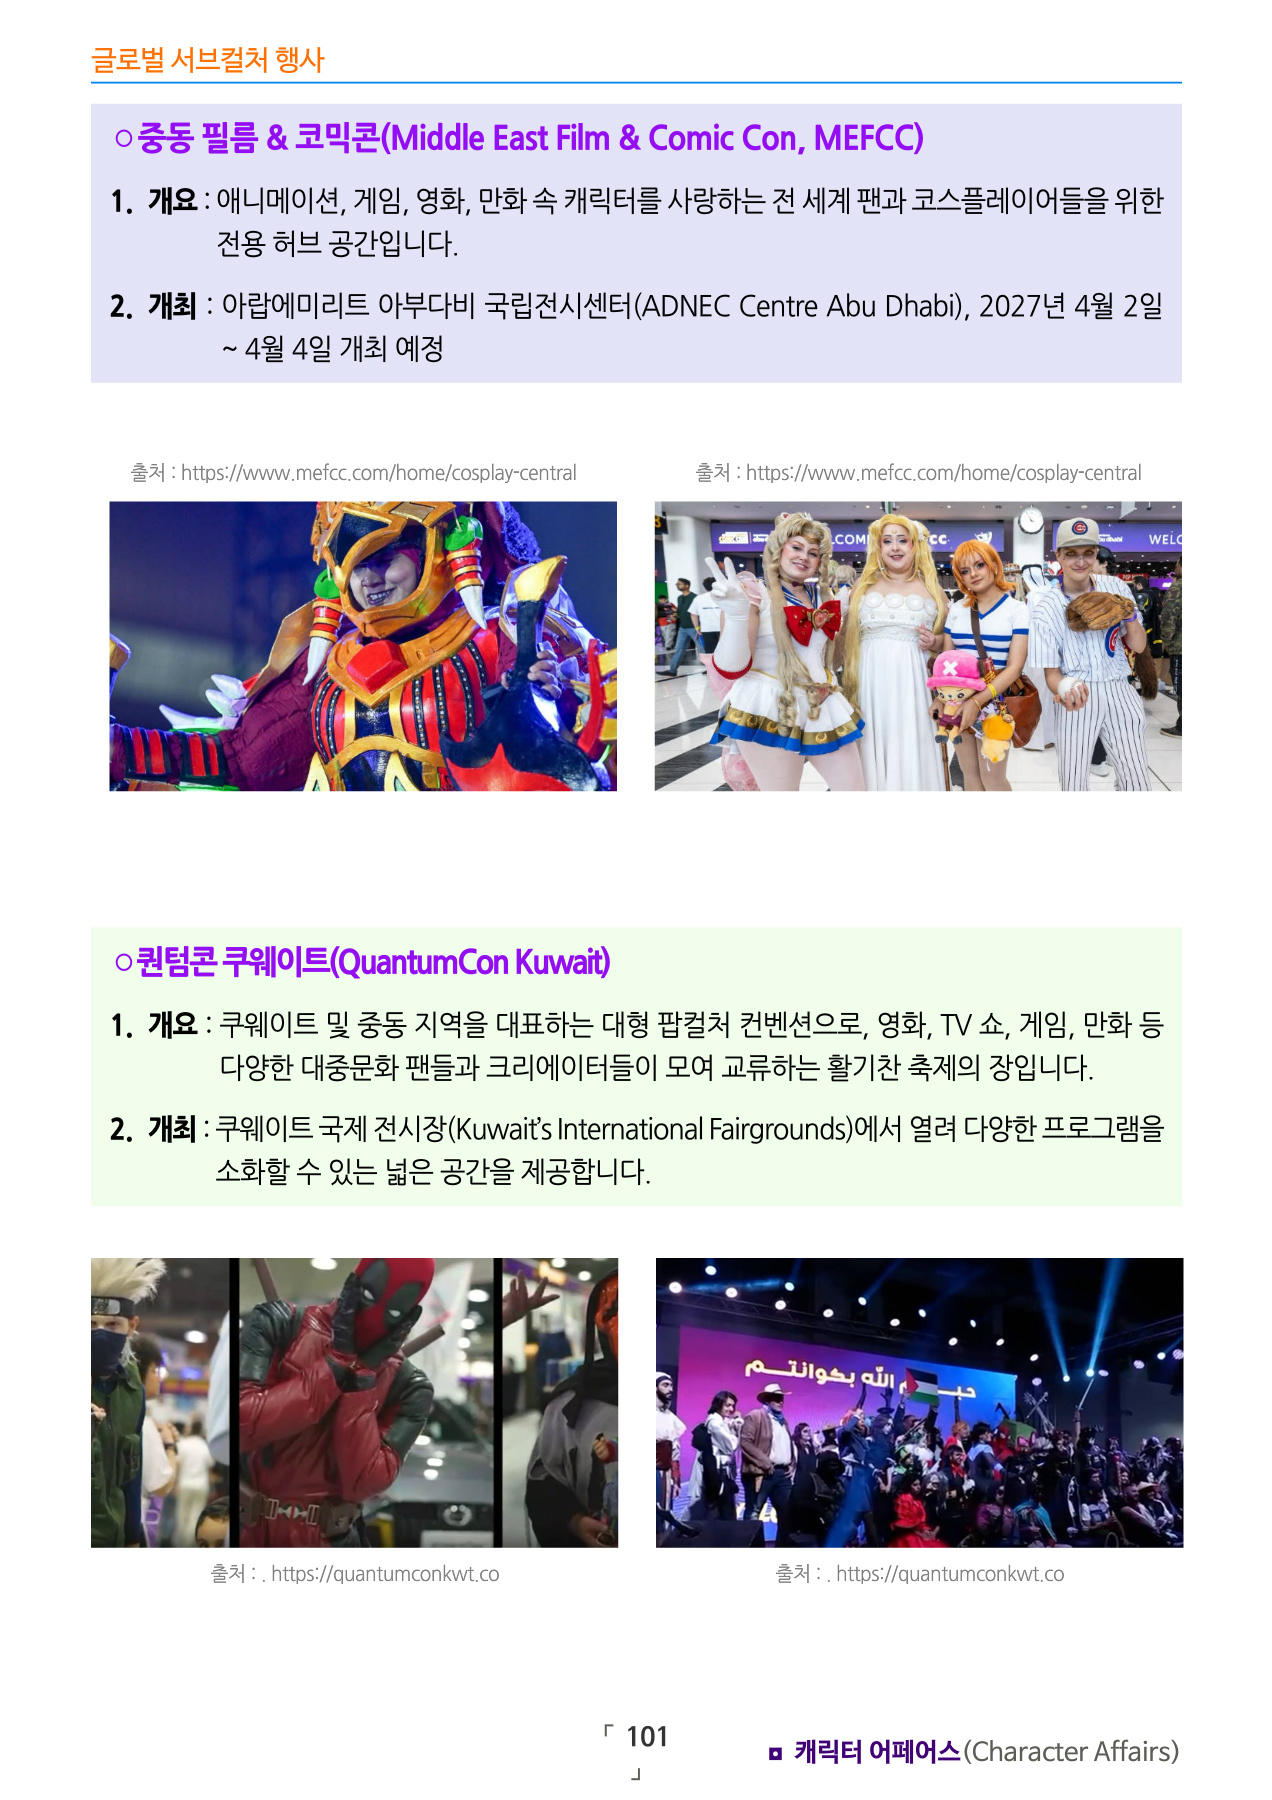 글로벌 서브컬처 행사
○중동 필름 & 코믹콘(Middle East Film & Comic Con, MEFCC)
1. 개요 : 애니메이션, 게임, 영화, 만화 속 캐릭터를 사랑하는 전 세계 팬과 코스플레이어들을 위한
전용 허브 공간입니다.
2. 개최 : 아랍에미리트 아부다비 국립전시센터(ADNEC Centre Abu Dhabi), 2027년 4월 2일
~ 4월 4일 개최 예정
출처 : https://www.mefcc.com/home/cosplay-central
출처 : https://www.mefcc.com/home/cosplay-central
WELC
○퀀텀콘 쿠웨이트(QuantumCon Kuwait)
1. 개요 : 쿠웨이트 및 중동 지역을 대표하는 대형 팝컬처 컨벤션으로, 영화, TV 쇼, 게임, 만화 등
다양한 대중문화 팬들과 크리에이터들이 모여 교류하는 활기찬 축제의 장입니다.
2. 개최 : 쿠웨이트 국제 전시장(Kuwait’s International Fairgrounds)에서 열려 다양한 프로그램을
소화할 수 있는 넓은 공간을 제공합니다.
الله بكوانتم
출처 : . https://quantumconkwt.co
출처 : . https://quantumconkwt.co
「 101
」
◘ 캐릭터 어페어스(Character Affairs)